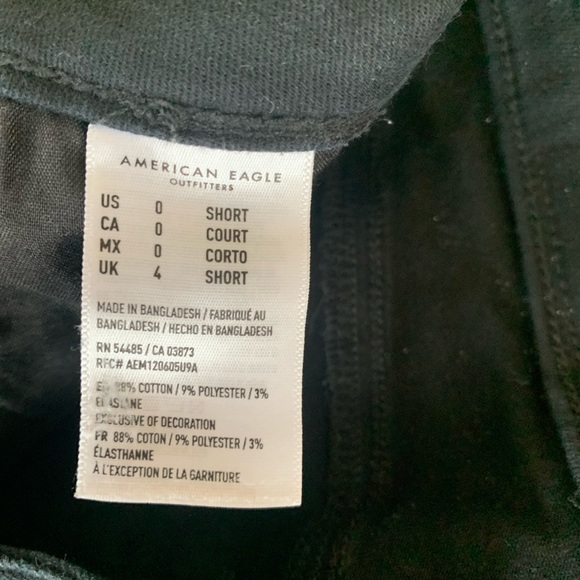 AMERICAN EAGLE
OUTFITTERS
US 0 SHORT
CA 0 COURT
MX 0 CORTO
UK 4 SHORT
MADE IN BANGLADESH / FABRIQUÉ AU
BANGLADESH / HECHO EN BANGLADESH
RN 54485 / CA 03873
RFC# AEM120605U9A
88% COTTON / 9% POLYESTER / 3%
ELASTANE
EXCLUSIVE OF DECORATION
FR 88% COTON / 9% POLYESTER / 3%
ÉLASTHANNE
À L'EXCEPTION DE LA GARNITURE